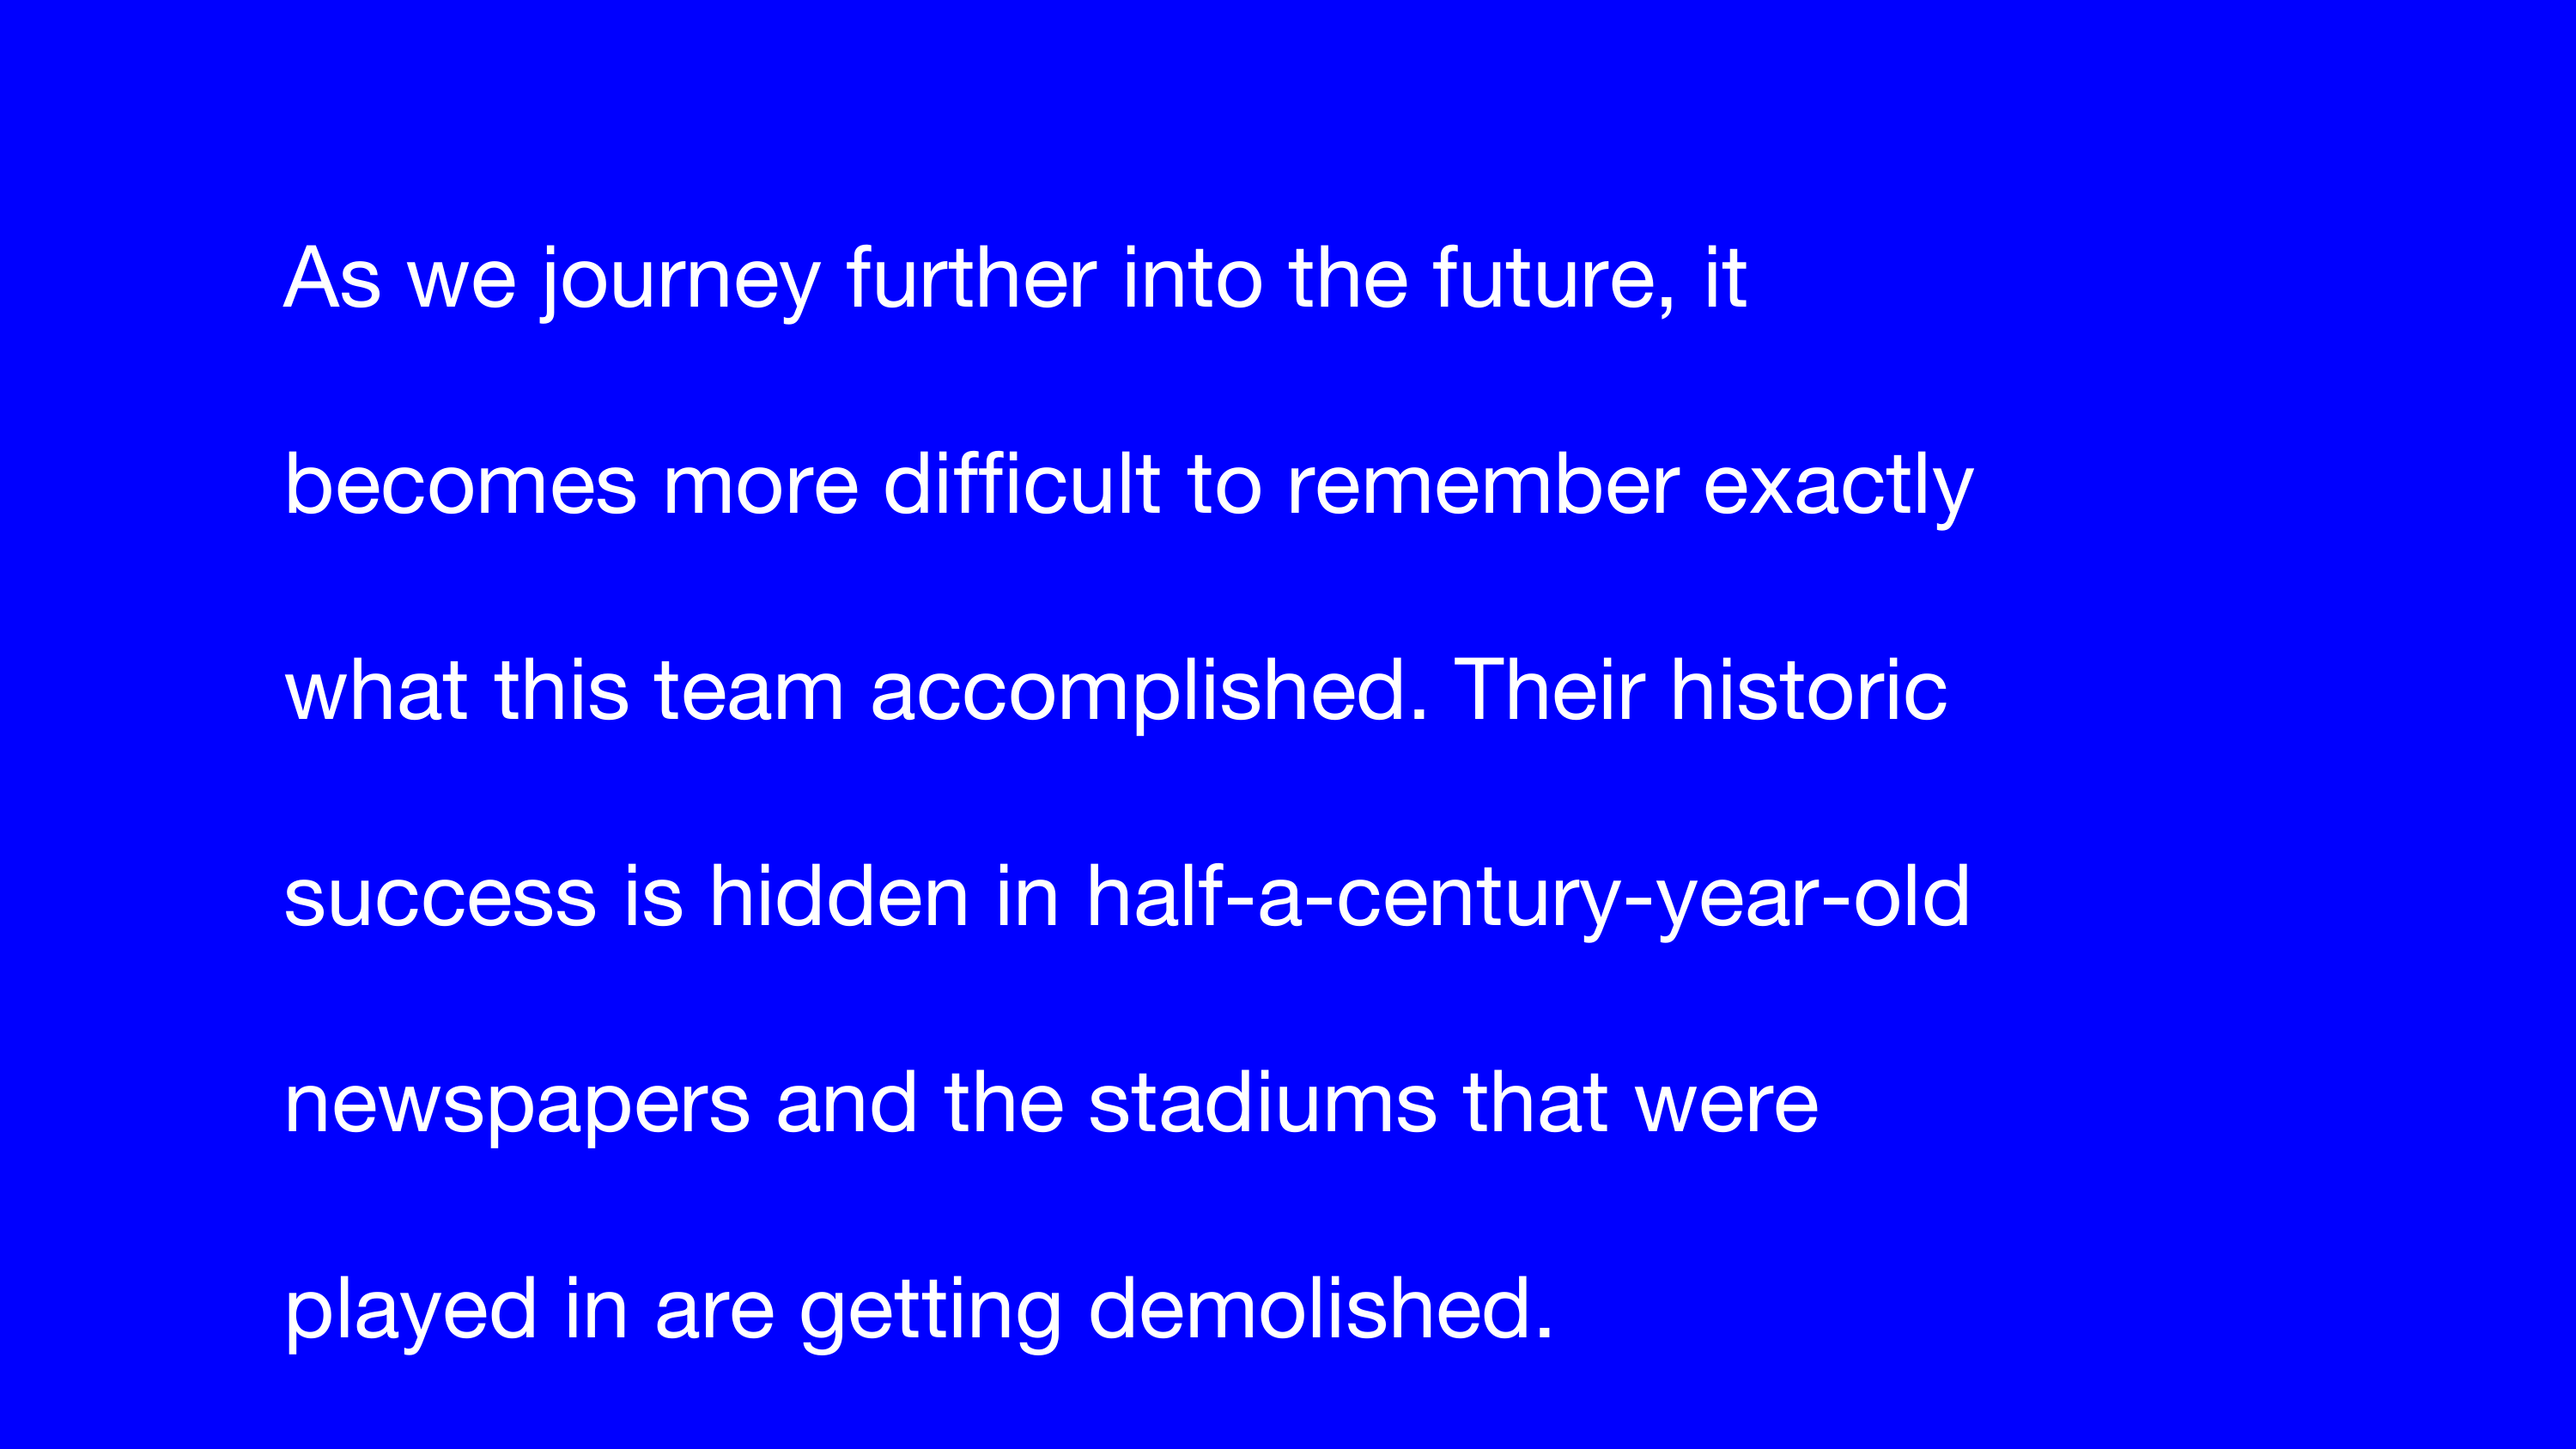 As we journey further into the future, it
becomes more difficult to remember exactly
what this team accomplished. Their historic
success is hidden in half-a-century-year-old
newspapers and the stadiums that were
played in are getting demolished.